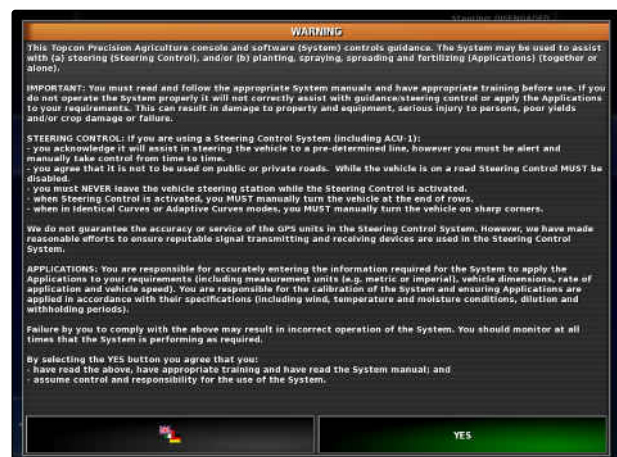 Steering DISENGAGED
WARNING
This Topcon Precision Agriculture console and software (System) controls guidance. The System may be used to assist
with (a) steering (Steering Control), and/or (b) planting, spraying, spreading and fertilizing (Applications) (together or
alone).
IMPORTANT: You must read and follow the appropriate System manuals and have appropriate training before use. If you
do not operate the System properly it will not correctly assist with guidance/steering control or apply the Applications
to your requirements. This can result in damage to property and equipment, serious injury to persons, poor yields
and/or crop damage or failure.
STEERING CONTROL: If you are using a Steering Control System (including ACU-1):
- you acknowledge it will assist in steering the vehicle to a pre-determined line, however you must be alert and
manually take control from time to time.
- you agree that it is not to be used on public or private roads. While the vehicle is on a road Steering Control MUST be
disabled.
- you must NEVER leave the vehicle steering station while the Steering Control is activated.
- when Steering Control is activated, you MUST manually turn the vehicle at the end of rows.
- when in Identical Curves or Adaptive Curves modes, you MUST manually turn the vehicle on sharp corners.
We do not guarantee the accuracy or service of the GPS units in the Steering Control System. However, we have made
reasonable efforts to ensure reputable signal transmitting and receiving devices are used in the Steering Control
System.
APPLICATIONS: You are responsible for accurately entering the information required for the System to apply the
Applications to your requirements (including measurement units (e.g. metric or imperial), vehicle dimensions, rate of
application and vehicle speed). You are responsible for the calibration of the System and ensuring Applications are
applied in accordance with their specifications (including wind, temperature and moisture conditions, dilution and
withholding periods).
Failure by you to comply with the above may result in incorrect operation of the System. You should monitor at all
times that the System is performing as required.
By selecting the YES button you agree that you:
- have read the above, have appropriate training and have read the System manual; and
- assume control and responsibility for the use of the System.
YES